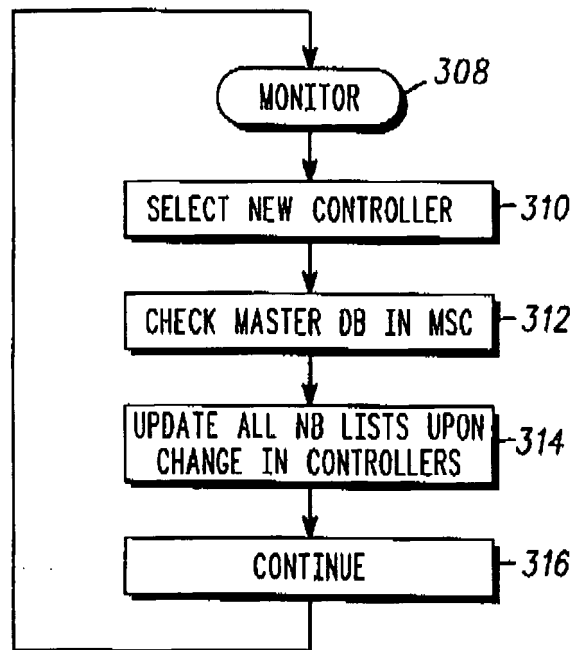 MONITOR
308
SELECT NEW CONTROLLER
310
CHECK MASTER DB IN MSC
312
UPDATE ALL NB LISTS UPON
CHANGE IN CONTROLLERS
314
CONTINUE
316